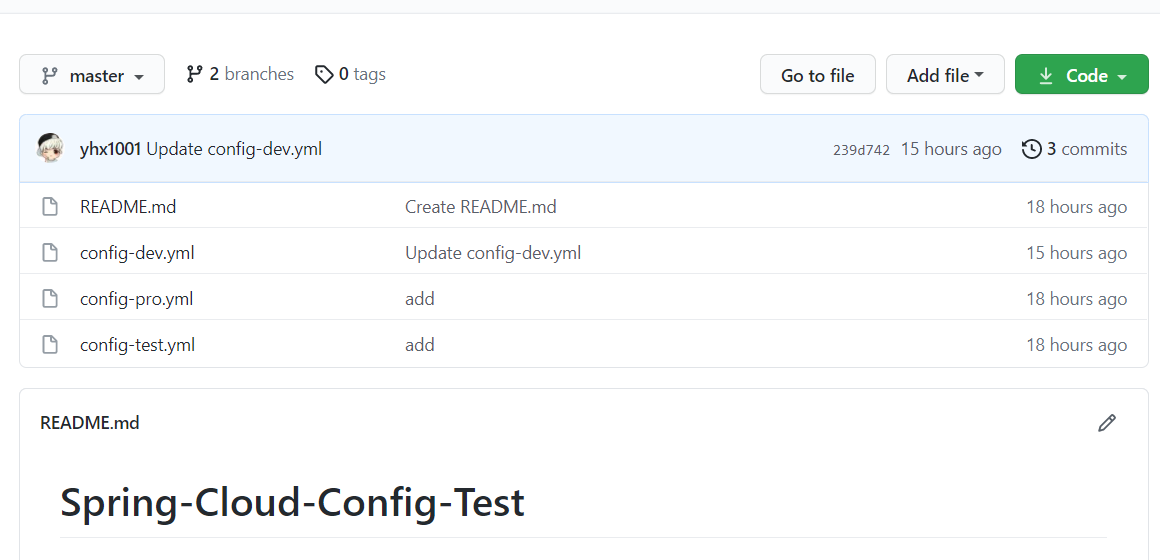 master 2 branches 0 tags Go to file Add file Code
yhx1001 Update config-dev.yml 239d742 15 hours ago 3 commits
README.md Create README.md 18 hours ago
config-dev.yml Update config-dev.yml 15 hours ago
config-pro.yml add 18 hours ago
config-test.yml add 18 hours ago
README.md
Spring-Cloud-Config-Test